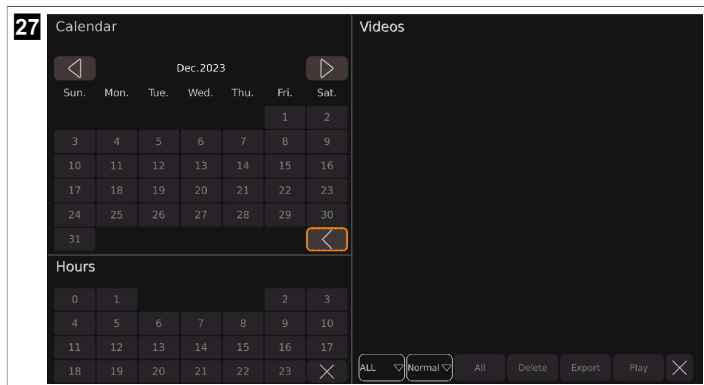 27
Calendar
Dec.2023
Sun. Mon. Tue. Wed. Thu. Fri. Sat.
1 2
3 4 5 6 7 8 9
10 11 12 13 14 15 16
17 18 19 20 21 22 23
24 25 26 27 28 29 30
31
Hours
0 1 2 3
4 5 6 7 8 9 10
11 12 13 14 15 16 17
18 19 20 21 22 23
Videos
ALL Normal All Delete Export Play